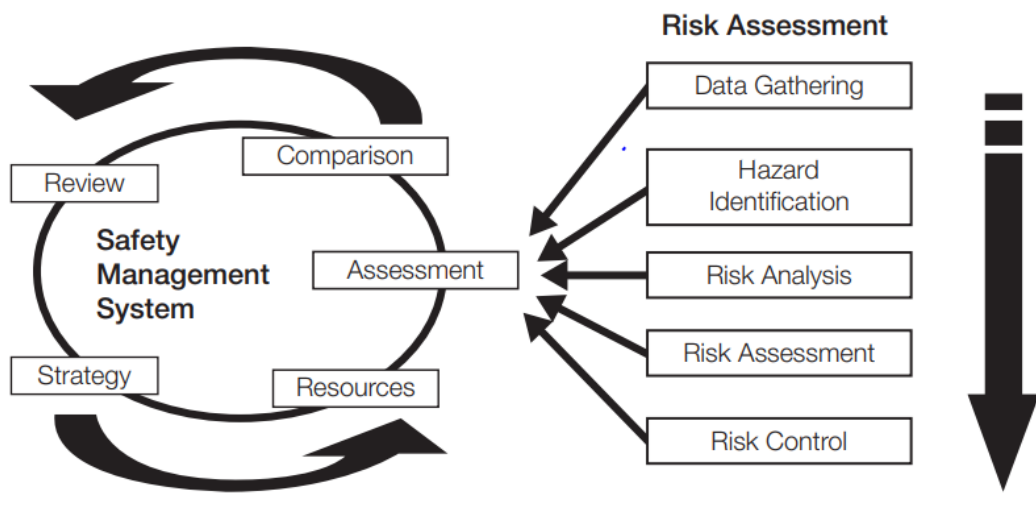 Risk Assessment
Data Gathering
Comparison
Review
Hazard
Identification
Safety
Management
System
Assessment
Risk Analysis
Strategy
Resources
Risk Assessment
Risk Control